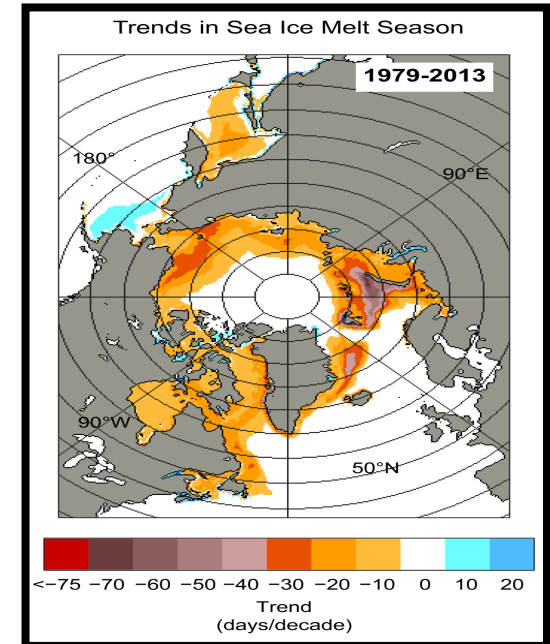 Trends in Sea Ice Melt Season
1979-2013
180°
90°E
90°W
50°N
<−75 −70 −60 −50 −40 −30 −20 −10 0 10 20
Trend
(days/decade)